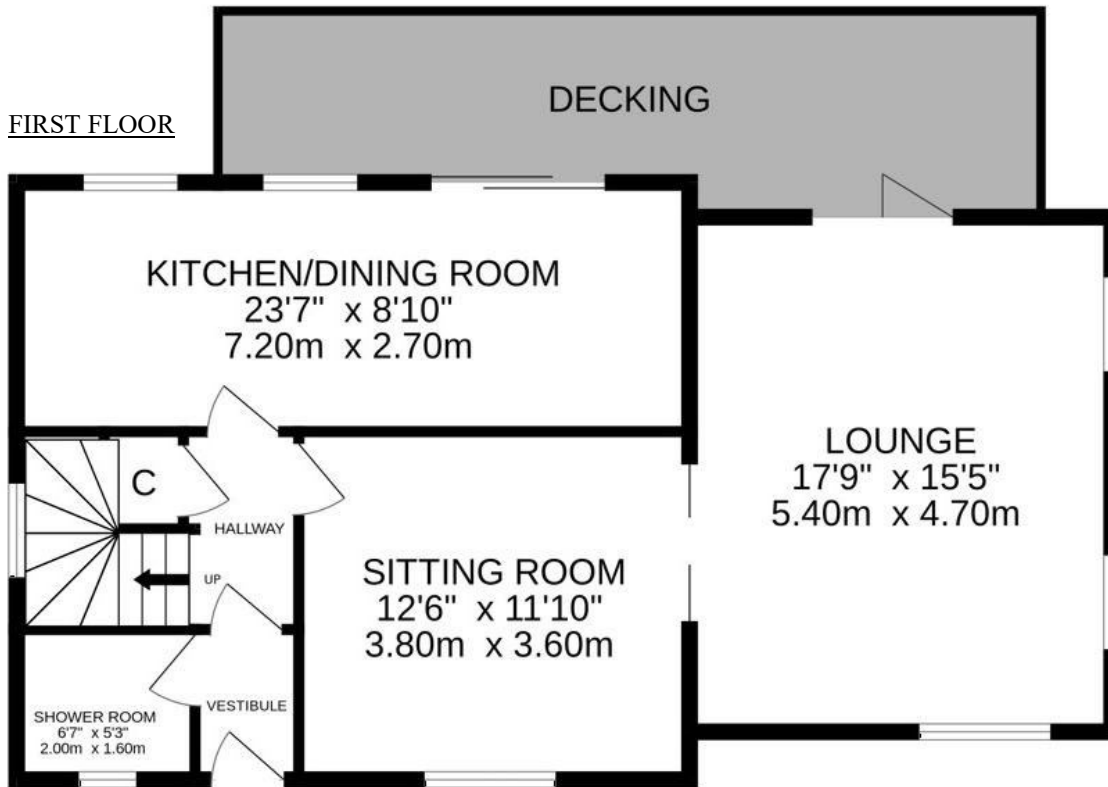 DECKING
FIRST FLOOR
KITCHEN/DINING ROOM
23'7" x 8'10"
7.20m x 2.70m
LOUNGE
17'9" x 15'5"
5.40m x 4.70m
C
HALLWAY
UP
SITTING ROOM
12'6" x 11'10"
3.80m x 3.60m
VESTIBULE
SHOWER ROOM
6'7" x 5'3"
2.00m x 1.60m